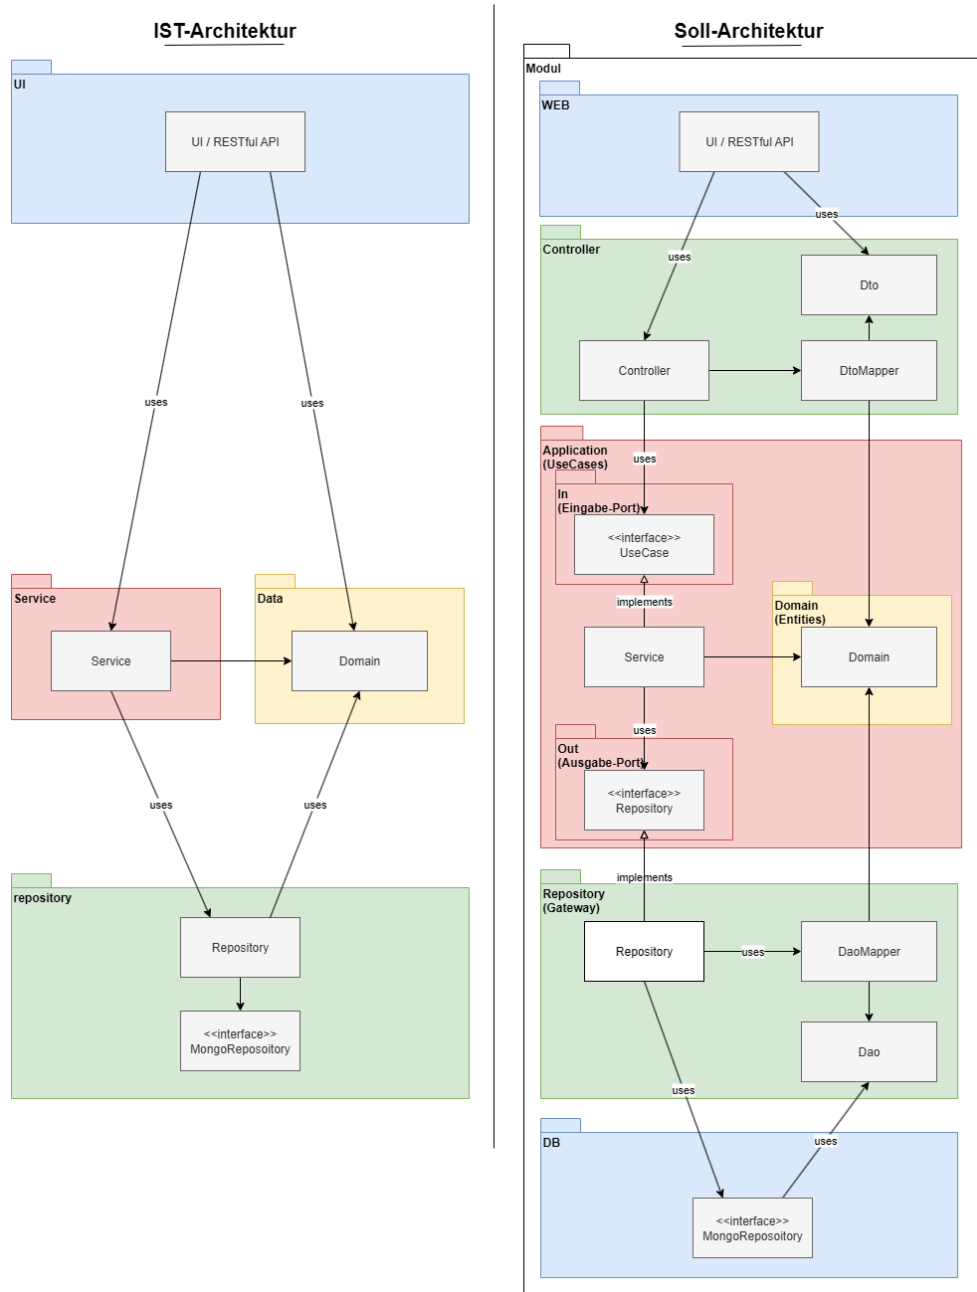 IST-Architektur
UI
UI / RESTful API
uses
uses
Service
Service
Data
Domain
uses
uses
repository
Repository
<<interface>>
MongoReposoitory
Soll-Architektur
Modul
WEB
UI / RESTful API
uses
uses
Controller
Dto
Controller
DtoMapper
Application
(UseCases)
uses
In
(Eingabe-Port)
<<interface>>
UseCase
implements
Domain
(Entities)
Service
Domain
uses
Out
(Ausgabe-Port)
<<interface>>
Repository
implements
Repository
(Gateway)
Repository
uses
DaoMapper
Dao
uses
DB
uses
<<interface>>
MongoReposoitory